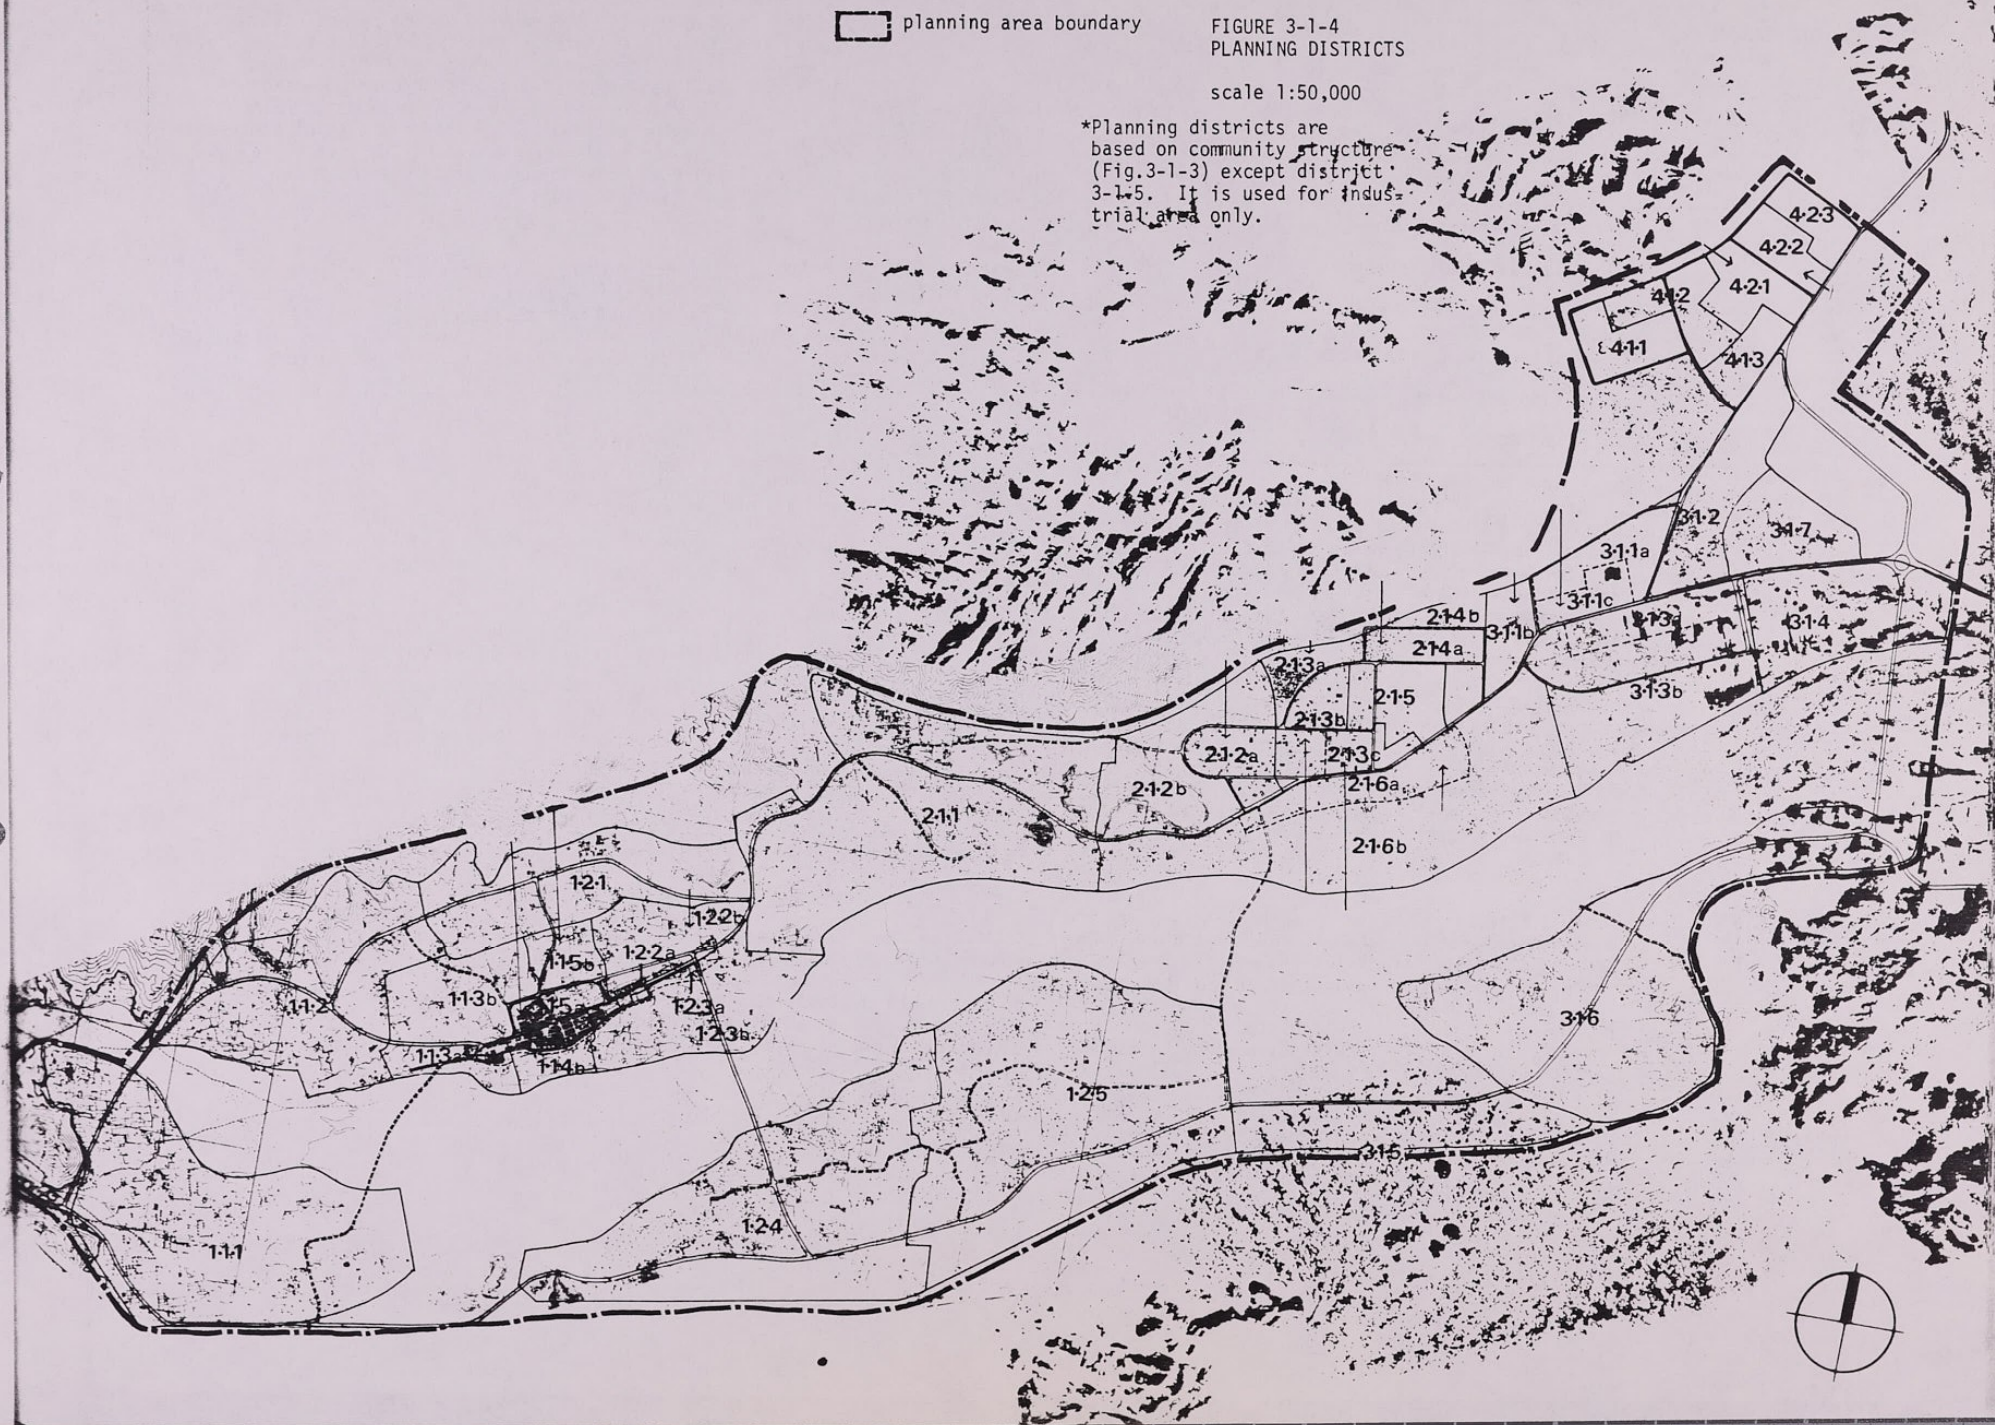 planning area boundary
FIGURE 3-1-4
PLANNING DISTRICTS
scale 1:50,000
*Planning districts are
based on community structure
(Fig.3-1-3) except district
3-1-5. It is used for indus-
trial area only.
4·2·3
4·2·2
4·2·1
4·1·2
4·1·1
4·1·3
3·1·2
3·1·7
3·1·1a
3·1·1c
3·1·3a
3·1·4
2·1·4b
3·1·1b
2·1·4a
2·1·3a
2·1·5
3·1·3b
2·1·3b
2·1·2a
2·1·3c
2·1·6a
2·1·2b
2·1·1
2·1·6b
1·2·1
1·2·2b
1·2·2a
1·1·5b
1·1·3b
1·1·2
1·1·5a
1·2·3a
3·1·6
1·2·3b
1·1·3a
1·1·4b
1·2·5
3·1·5
1·2·4
1·1·1